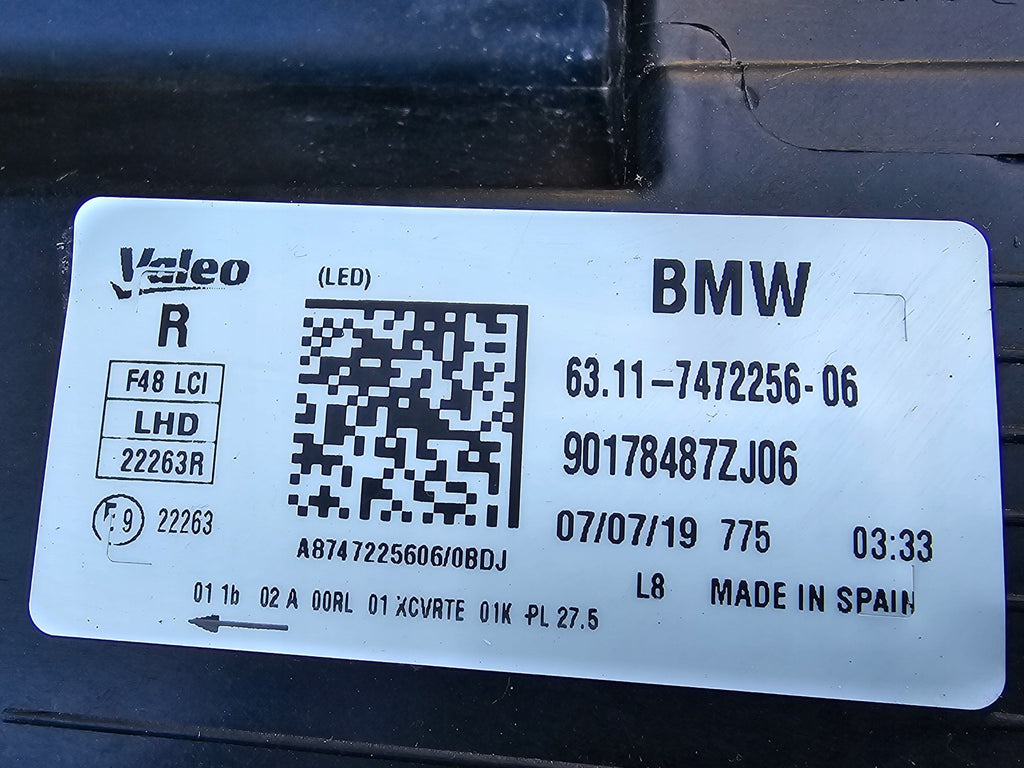 Valeo
R
F48 LCI
LHD
22263R
E9 22263
(LED)
A8747225606/0BDJ
BMW
63.11-7472256-06
90178487ZJ06
07/07/19 775 03:33
L8 MADE IN SPAIN
01 1b 02 A 00RL 01 XCVRTE 01K PL 27.5